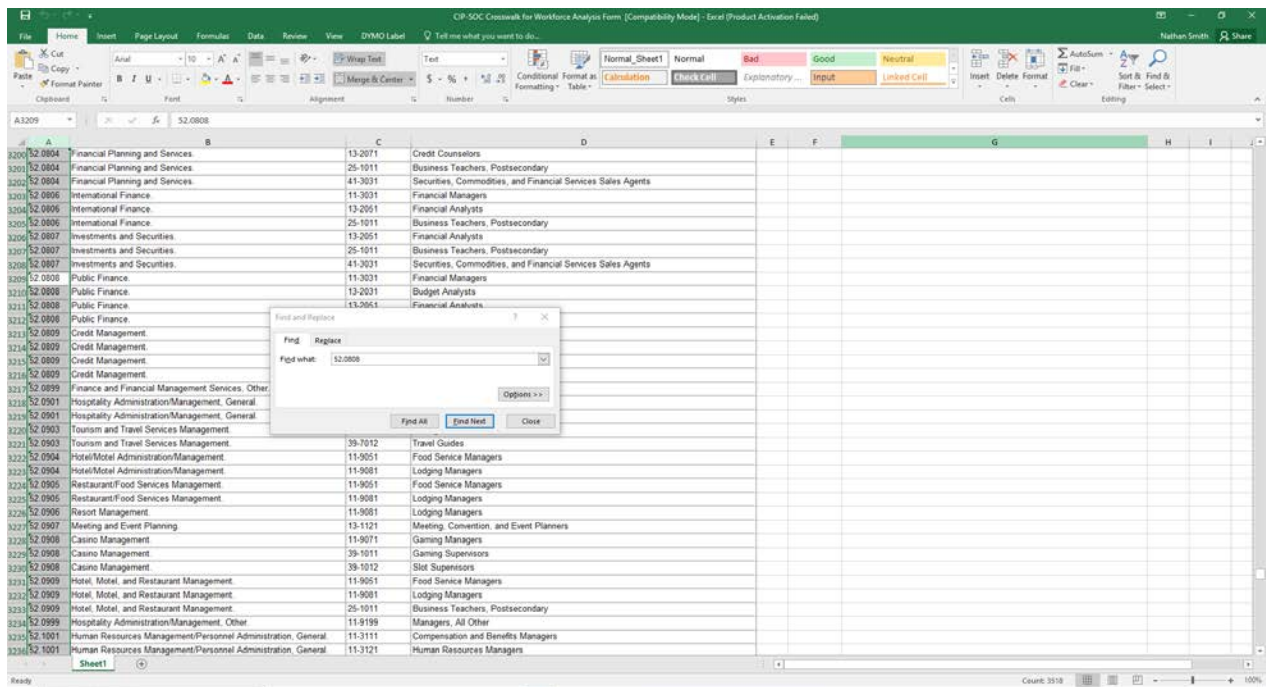 CIP-SOC Crosswalk for Workforce Analysis Form [Compatibility Mode] - Excel (Product Activation Failed)
File Home Insert Page Layout Formulas Data Review View DYMO Label Tell me what you want to do... Nathan Smith Share
Cut
Copy
Format Painter
Paste
Clipboard
Arial 10
B I U
Font
Wrap Text
Merge & Center
Alignment
Text
$ % ,
Number
Conditional Formatting
Format as Table
Normal_Sheet1 Normal Bad Good Neutral
Calculation Check Cell Explanatory ... Input Linked Cell
Styles
Insert Delete Format
Cells
AutoSum
Fill
Clear
Sort & Filter
Find & Select
Editing
A3209 fx 52.0808
A B C D E F G H I J
3200 52.0804 Financial Planning and Services. 13-2071 Credit Counselors
3201 52.0804 Financial Planning and Services. 25-1011 Business Teachers, Postsecondary
3202 52.0804 Financial Planning and Services. 41-3031 Securities, Commodities, and Financial Services Sales Agents
3203 52.0806 International Finance. 11-3031 Financial Managers
3204 52.0806 International Finance. 13-2051 Financial Analysts
3205 52.0806 International Finance. 25-1011 Business Teachers, Postsecondary
3206 52.0807 Investments and Securities. 13-2051 Financial Analysts
3207 52.0807 Investments and Securities. 25-1011 Business Teachers, Postsecondary
3208 52.0807 Investments and Securities. 41-3031 Securities, Commodities, and Financial Services Sales Agents
3209 52.0808 Public Finance. 11-3031 Financial Managers
3210 52.0808 Public Finance. 13-2031 Budget Analysts
3211 52.0808 Public Finance. 13-2051 Financial Analysts
3212 52.0808 Public Finance.
3213 52.0809 Credit Management.
3214 52.0809 Credit Management.
3215 52.0809 Credit Management.
3216 52.0809 Credit Management.
3217 52.0899 Finance and Financial Management Services, Other.
3218 52.0901 Hospitality Administration/Management, General.
3219 52.0901 Hospitality Administration/Management, General.
3220 52.0903 Tourism and Travel Services Management.
3221 52.0903 Tourism and Travel Services Management. 39-7012 Travel Guides
3222 52.0904 Hotel/Motel Administration/Management. 11-9051 Food Service Managers
3223 52.0904 Hotel/Motel Administration/Management. 11-9081 Lodging Managers
3224 52.0905 Restaurant/Food Services Management. 11-9051 Food Service Managers
3225 52.0905 Restaurant/Food Services Management. 11-9081 Lodging Managers
3226 52.0906 Resort Management. 11-9081 Lodging Managers
3227 52.0907 Meeting and Event Planning. 13-1121 Meeting, Convention, and Event Planners
3228 52.0908 Casino Management. 11-9071 Gaming Managers
3229 52.0908 Casino Management. 39-1011 Gaming Supervisors
3230 52.0908 Casino Management. 39-1012 Slot Supervisors
3231 52.0909 Hotel, Motel, and Restaurant Management. 11-9051 Food Service Managers
3232 52.0909 Hotel, Motel, and Restaurant Management. 11-9081 Lodging Managers
3233 52.0909 Hotel, Motel, and Restaurant Management. 25-1011 Business Teachers, Postsecondary
3234 52.0999 Hospitality Administration/Management, Other. 11-9199 Managers, All Other
3235 52.1001 Human Resources Management/Personnel Administration, General. 11-3111 Compensation and Benefits Managers
3236 52.1001 Human Resources Management/Personnel Administration, General. 11-3121 Human Resources Managers
Find and Replace ? ×
Find Replace
Find what: 52.0808
Options >>
Find All Find Next Close
Sheet1
Ready Count: 3518 100%